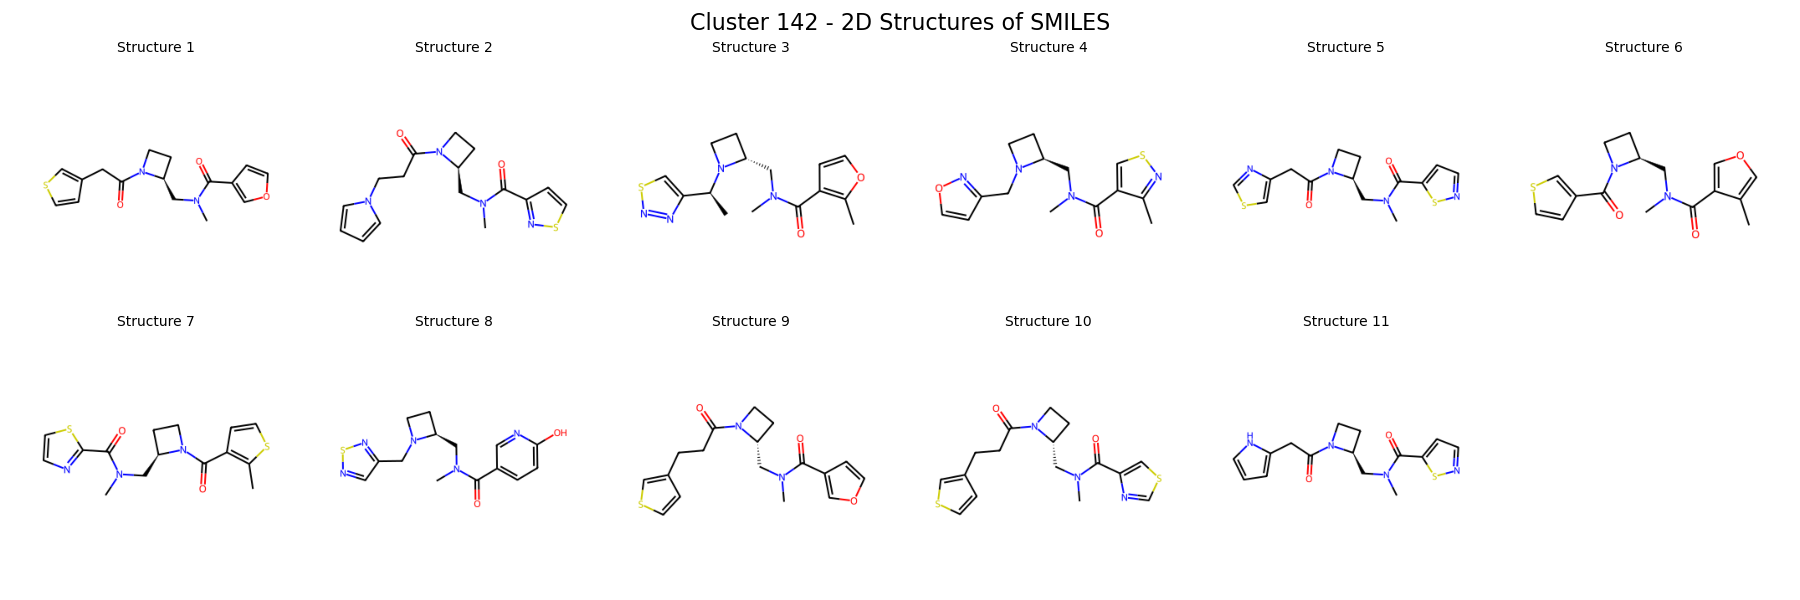 Cluster 142 - 2D Structures of SMILES
Structure 1
Structure 2
Structure 3
Structure 4
Structure 5
Structure 6
S O N O N O
O N N O N S
S N N N N O O
O N N N O S N
N S O N N O S N
S O N N O O
Structure 7
Structure 8
Structure 9
Structure 10
Structure 11
S N O N N O S
S N N N N O N OH
O N S O N O
O N S O N N S
H N O N N O S N